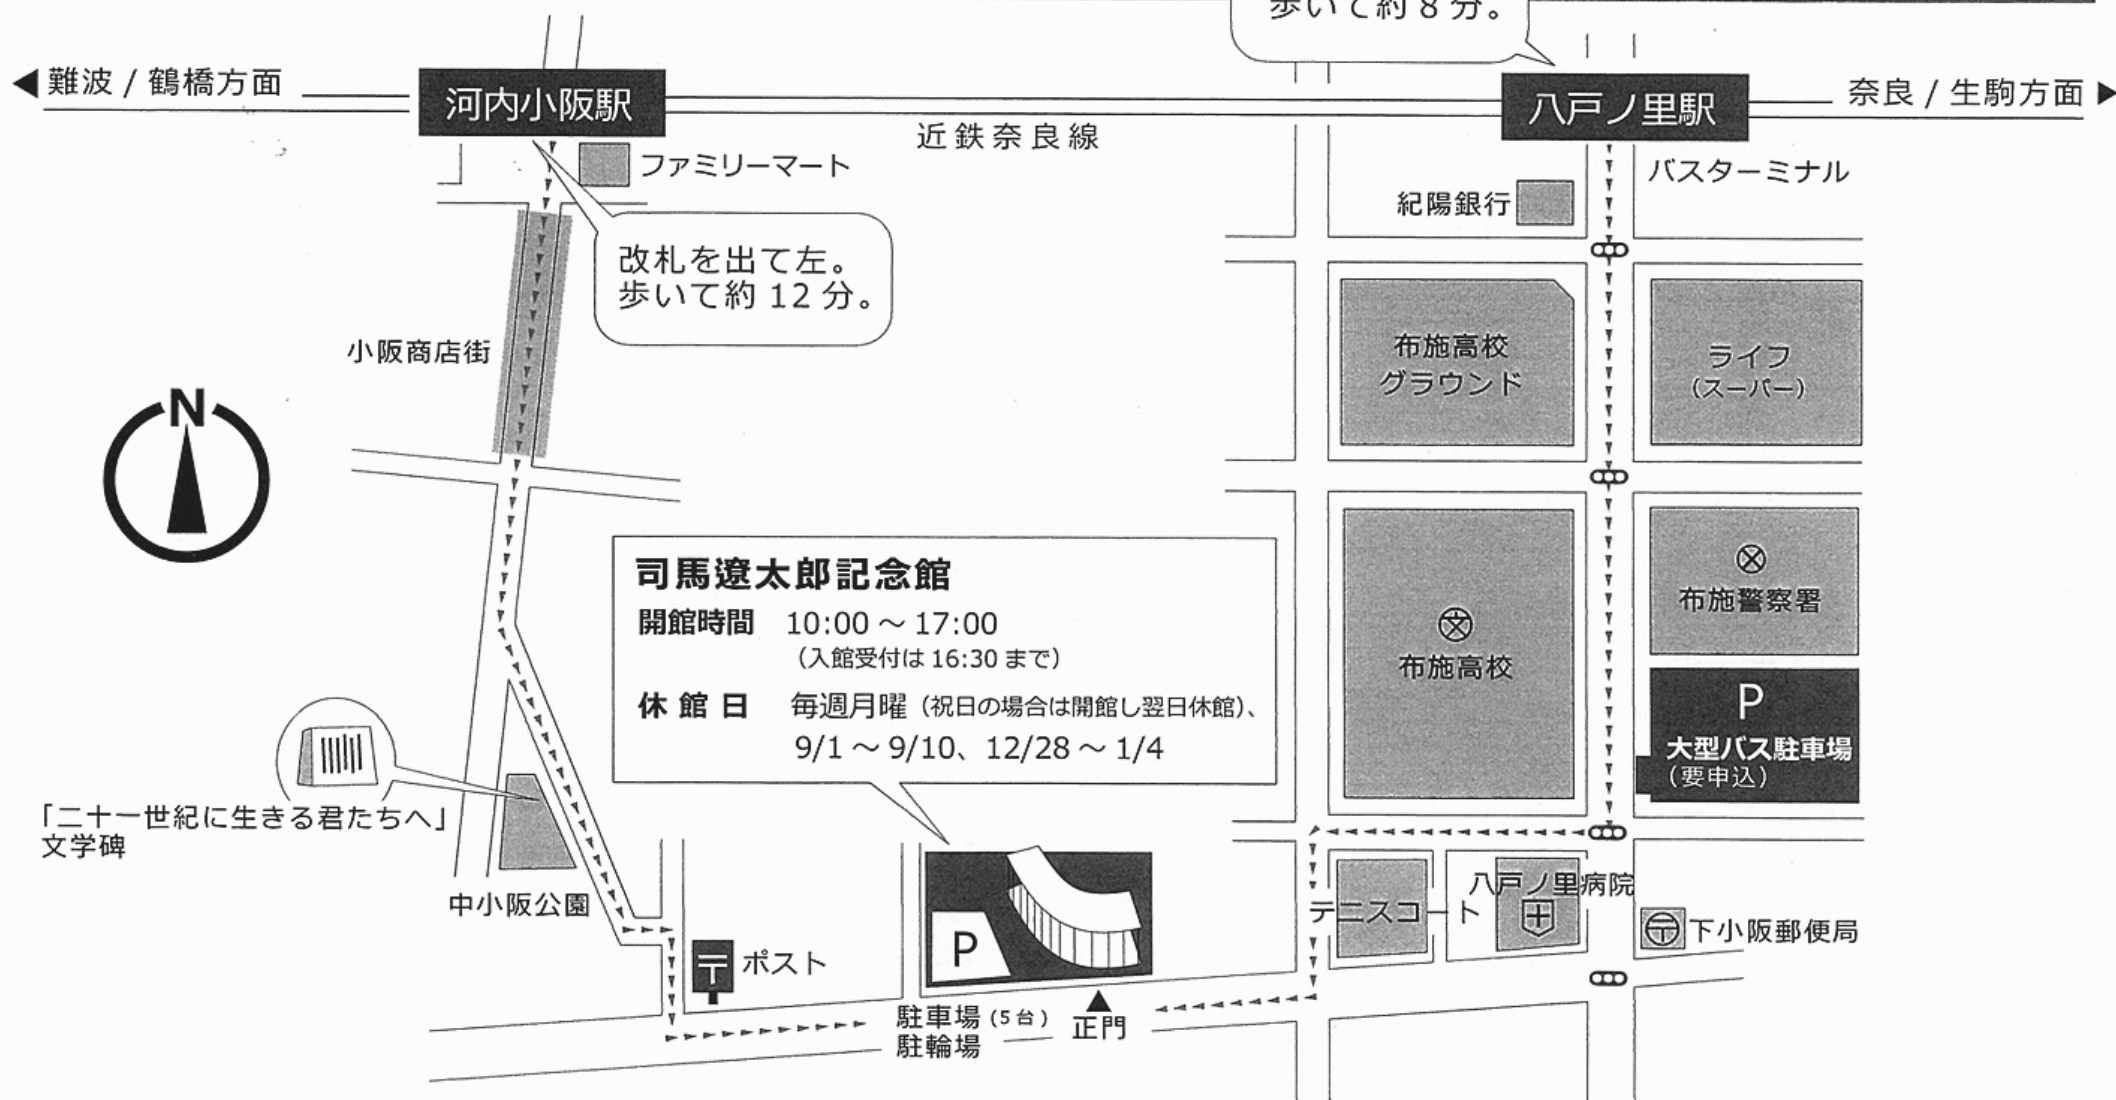 歩いて約 8 分。
難波 / 鶴橋方面
河内小阪駅
近鉄奈良線
八戸ノ里駅
奈良 / 生駒方面
ファミリーマート
バスターミナル
紀陽銀行
改札を出て左。
歩いて約 12 分。
小阪商店街
布施高校
グラウンド
ライフ
（スーパー）
N
司馬遼太郎記念館
開館時間 10:00 ～ 17:00
（入館受付は 16:30 まで）
休館日 毎週月曜（祝日の場合は開館し翌日休館）、
9/1 ～ 9/10、12/28 ～ 1/4
文
布施高校
布施警察署
P
大型バス駐車場
（要申込）
「二十一世紀に生きる君たちへ」
文学碑
中小阪公園
〒
ポスト
P
駐車場（5 台）
駐輪場
正門
テニスコート
八戸ノ里病院
〒
下小阪郵便局